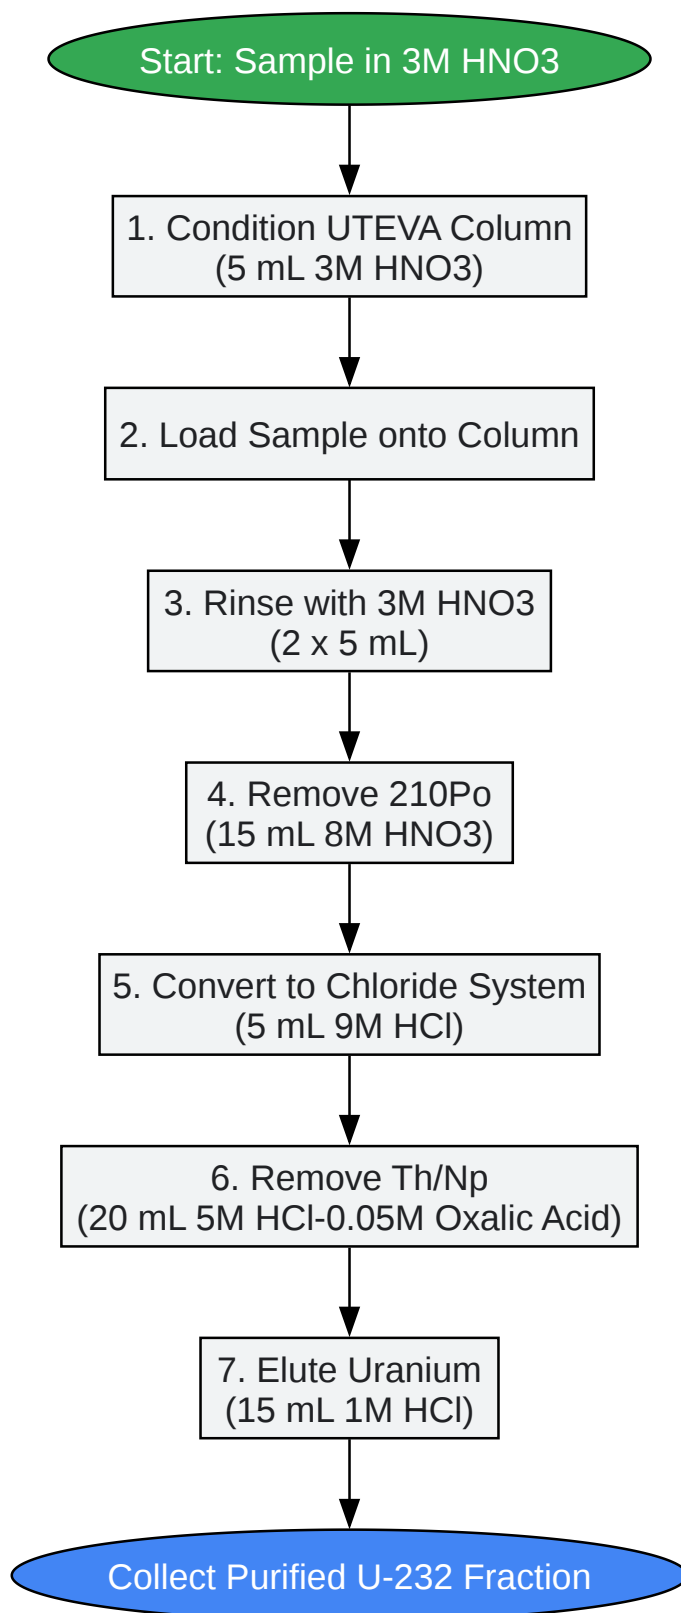 Start: Sample in 3M HNO3
1. Condition UTEVA Column
(5 mL 3M HNO3)
2. Load Sample onto Column
3. Rinse with 3M HNO3
(2 x 5 mL)
4. Remove 210Po
(15 mL 8M HNO3)
5. Convert to Chloride System
(5 mL 9M HCl)
6. Remove Th/Np
(20 mL 5M HCl-0.05M Oxalic Acid)
7. Elute Uranium
(15 mL 1M HCl)
Collect Purified U-232 Fraction